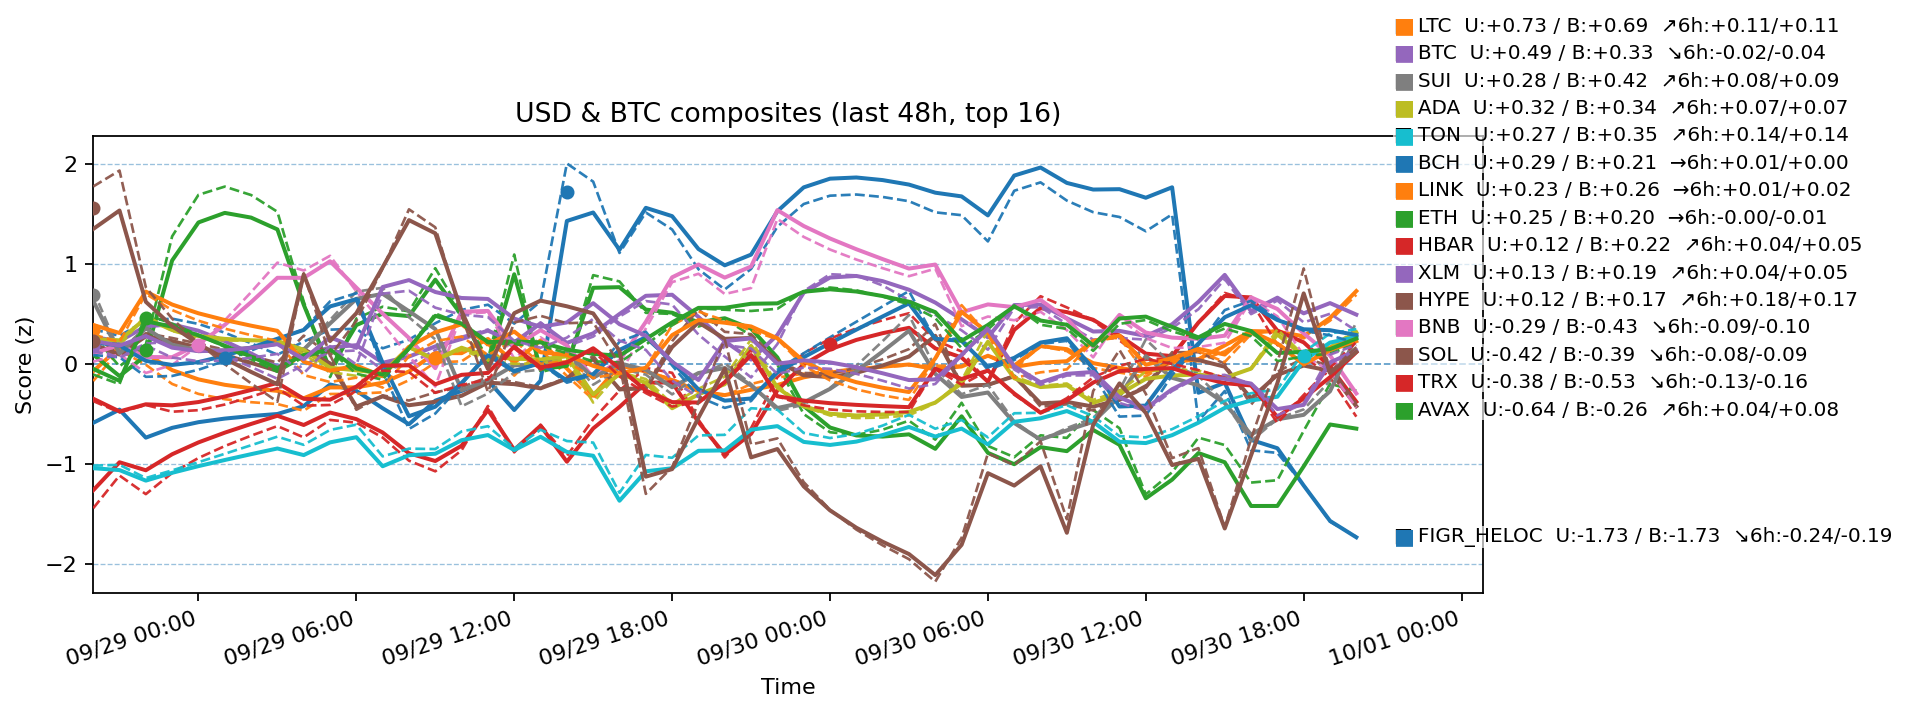 LTC  U:+0.73 / B:+0.69  ↗6h:+0.11/+0.11
BTC  U:+0.49 / B:+0.33  ↘6h:-0.02/-0.04
SUI  U:+0.28 / B:+0.42  ↗6h:+0.08/+0.09
USD & BTC composites (last 48h, top 16)
ADA  U:+0.32 / B:+0.34  ↗6h:+0.07/+0.07
TON  U:+0.27 / B:+0.35  ↗6h:+0.14/+0.14
BCH  U:+0.29 / B:+0.21  →6h:+0.01/+0.00
LINK  U:+0.23 / B:+0.26  →6h:+0.01/+0.02
ETH  U:+0.25 / B:+0.20  →6h:-0.00/-0.01
HBAR  U:+0.12 / B:+0.22  ↗6h:+0.04/+0.05
XLM  U:+0.13 / B:+0.19  ↗6h:+0.04/+0.05
HYPE  U:+0.12 / B:+0.17  ↗6h:+0.18/+0.17
BNB  U:-0.29 / B:-0.43  ↘6h:-0.09/-0.10
SOL  U:-0.42 / B:-0.39  ↘6h:-0.08/-0.09
TRX  U:-0.38 / B:-0.53  ↘6h:-0.13/-0.16
AVAX  U:-0.64 / B:-0.26  ↗6h:+0.04/+0.08
FIGR_HELOC  U:-1.73 / B:-1.73  ↘6h:-0.24/-0.19
Score (z)
2
1
0
−1
−2
09/29 00:00
09/29 06:00
09/29 12:00
09/29 18:00
09/30 00:00
09/30 06:00
09/30 12:00
09/30 18:00
10/01 00:00
Time